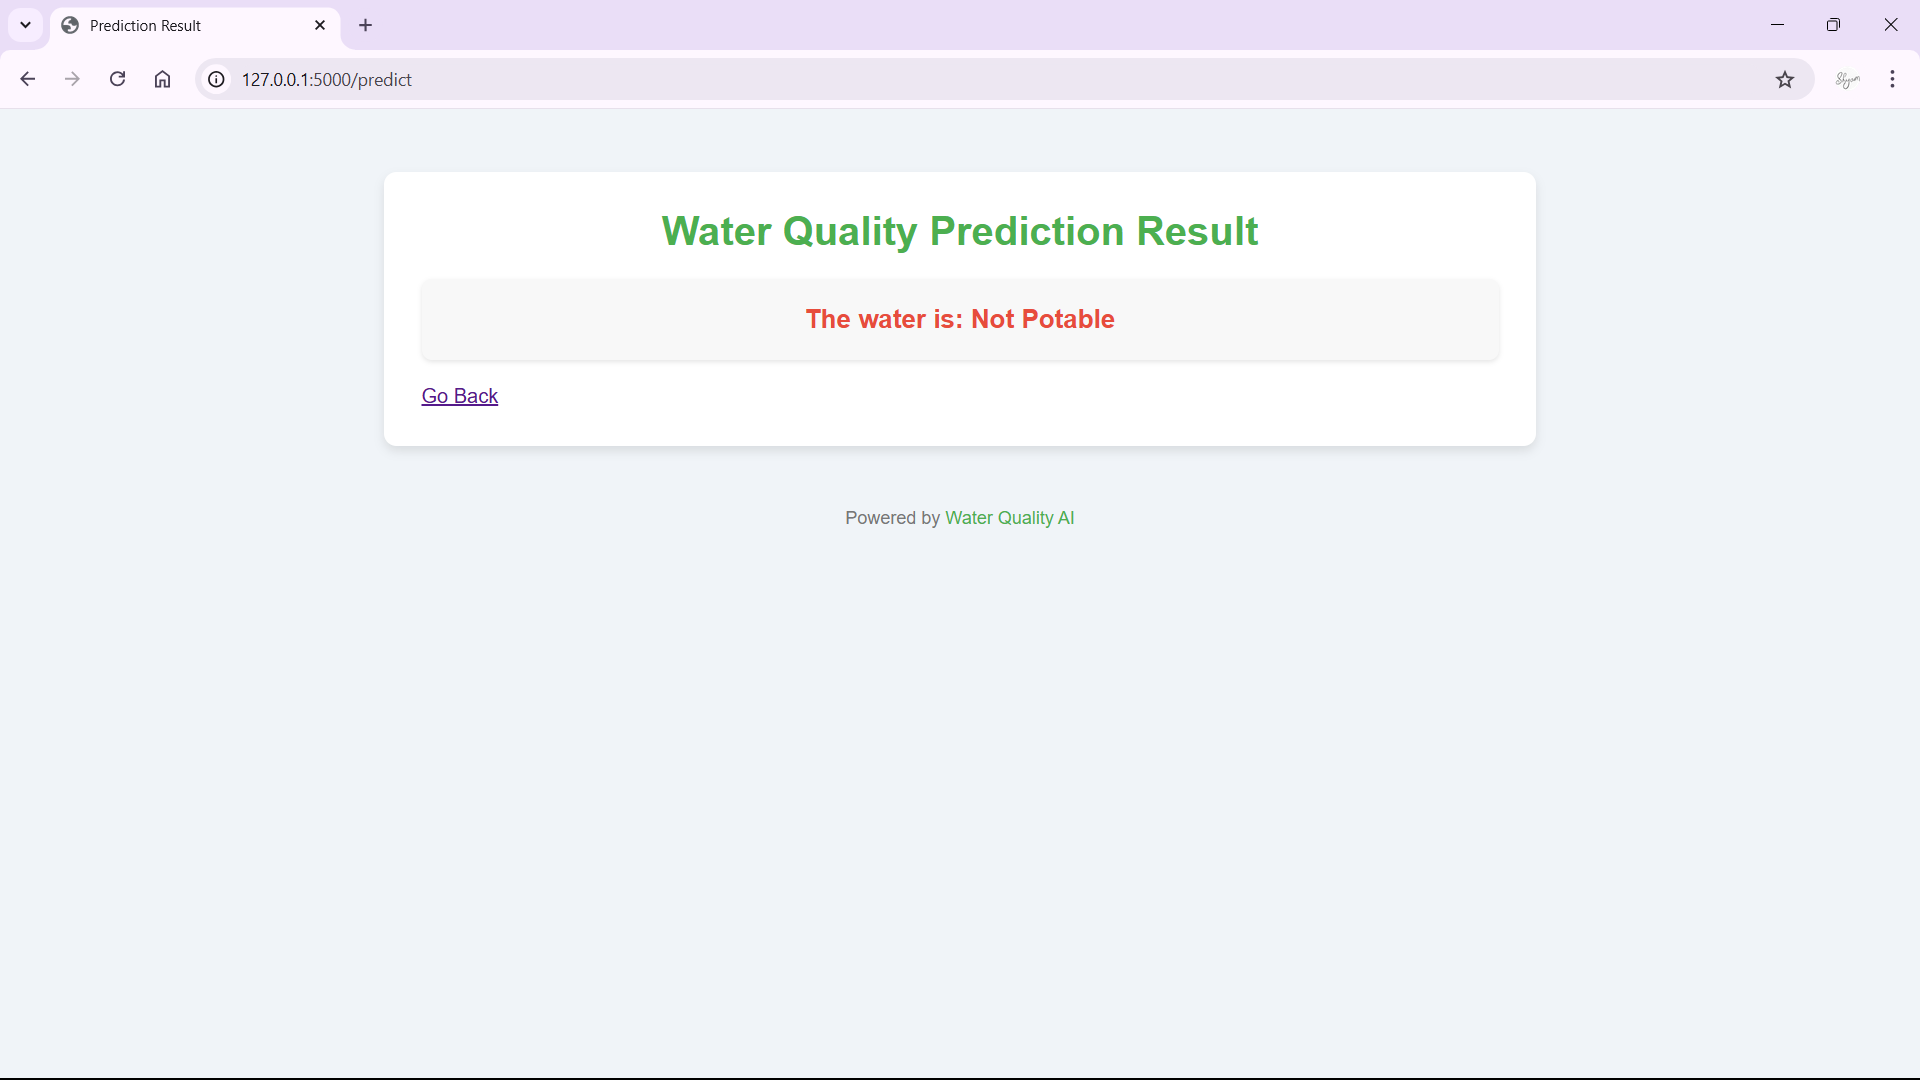 Prediction Result
127.0.0.1:5000/predict
Shyam
Water Quality Prediction Result
The water is: Not Potable
Go Back
Powered by Water Quality AI